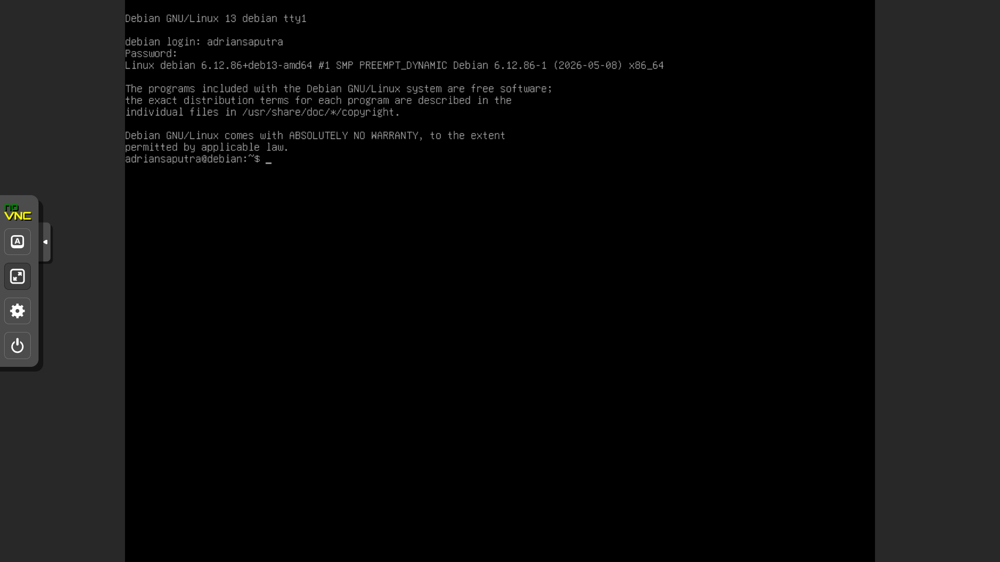 Debian GNU/Linux 13 debian tty1
debian login: adriansaputra
Password:
Linux debian 6.12.86+deb13-amd64 #1 SMP PREEMPT_DYNAMIC Debian 6.12.86-1 (2026-05-08) x86_64
The programs included with the Debian GNU/Linux system are free software;
the exact distribution terms for each program are described in the
individual files in /usr/share/doc/*/copyright.
Debian GNU/Linux comes with ABSOLUTELY NO WARRANTY, to the extent
permitted by applicable law.
adriansaputra@debian:~$ _
no
VNC
A